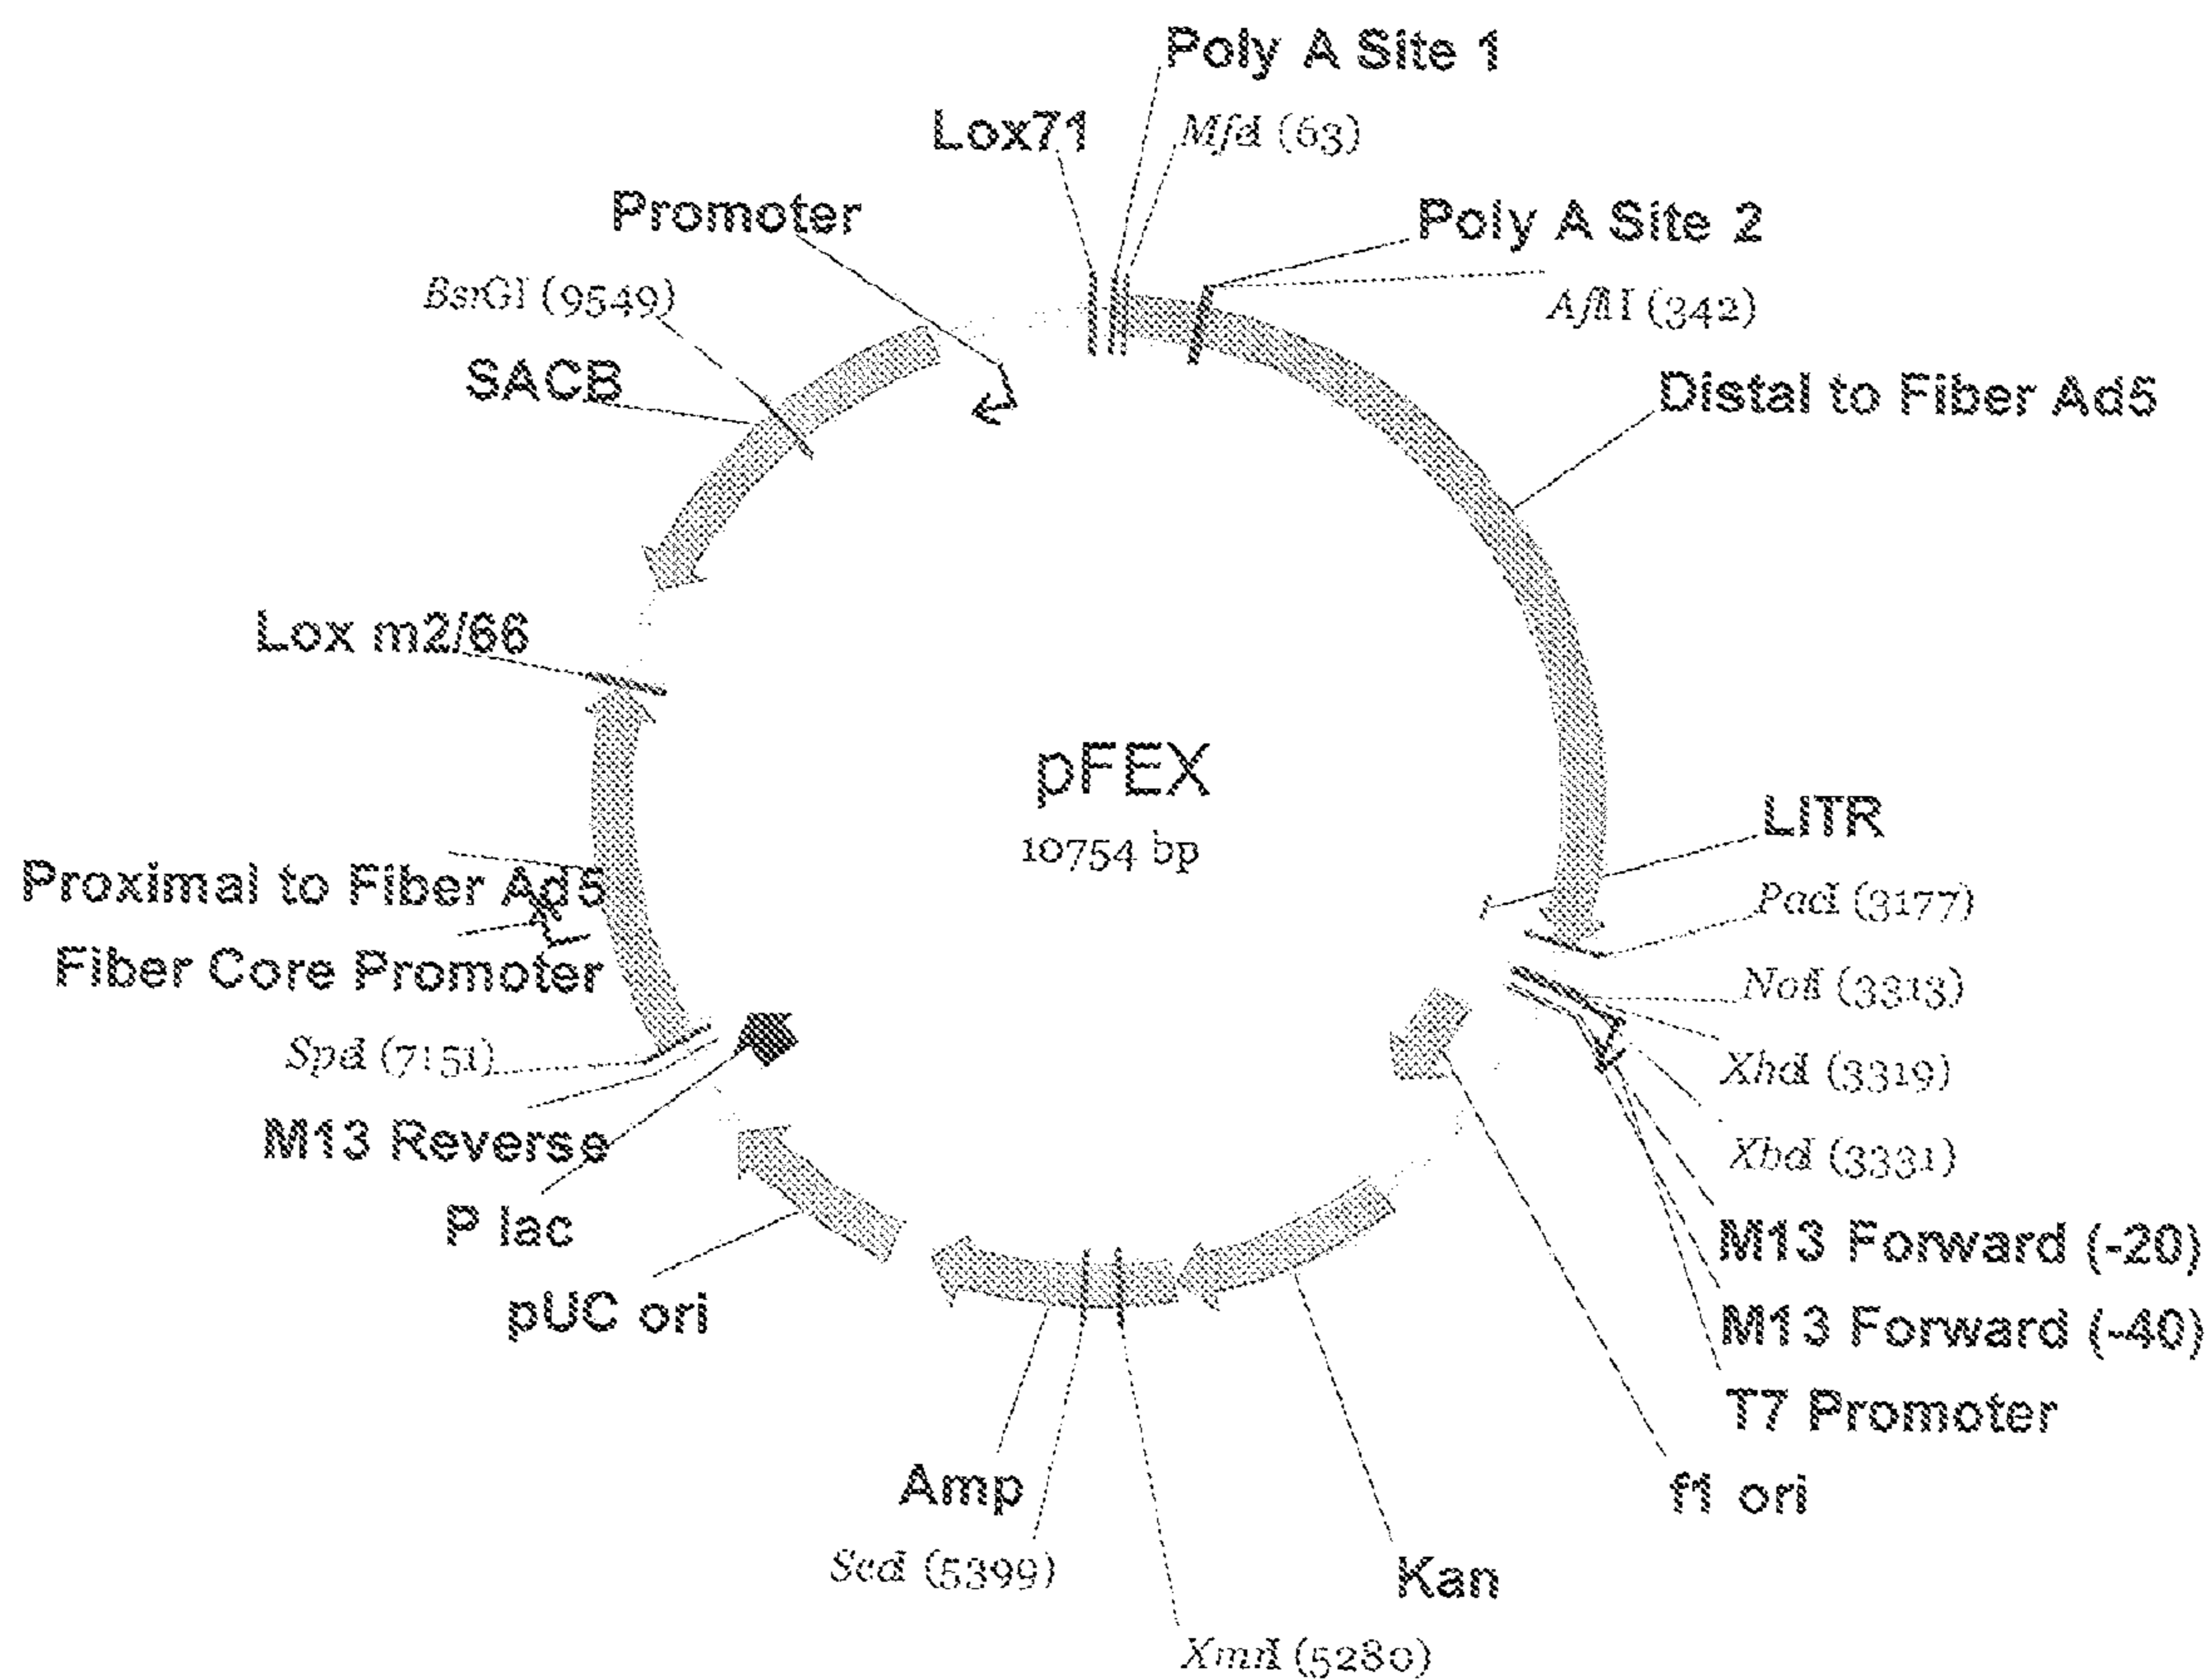 Poly A Site 1
Lox71
MfeI (63)
Promoter
Poly A Site 2
BsrGI (9549)
AflII (342)
SACB
Distal to Fiber Ad5
Lox m2/66
pFEX
10754 bp
LITR
Proximal to Fiber Ad5
PacI (3177)
Fiber Core Promoter
NotI (3313)
SpeI (7151)
XhoI (3319)
M13 Reverse
XbaI (3331)
P lac
M13 Forward (-20)
pUC ori
M13 Forward (-40)
T7 Promoter
Amp
f1 ori
ScaI (5399)
Kan
XmnI (5280)